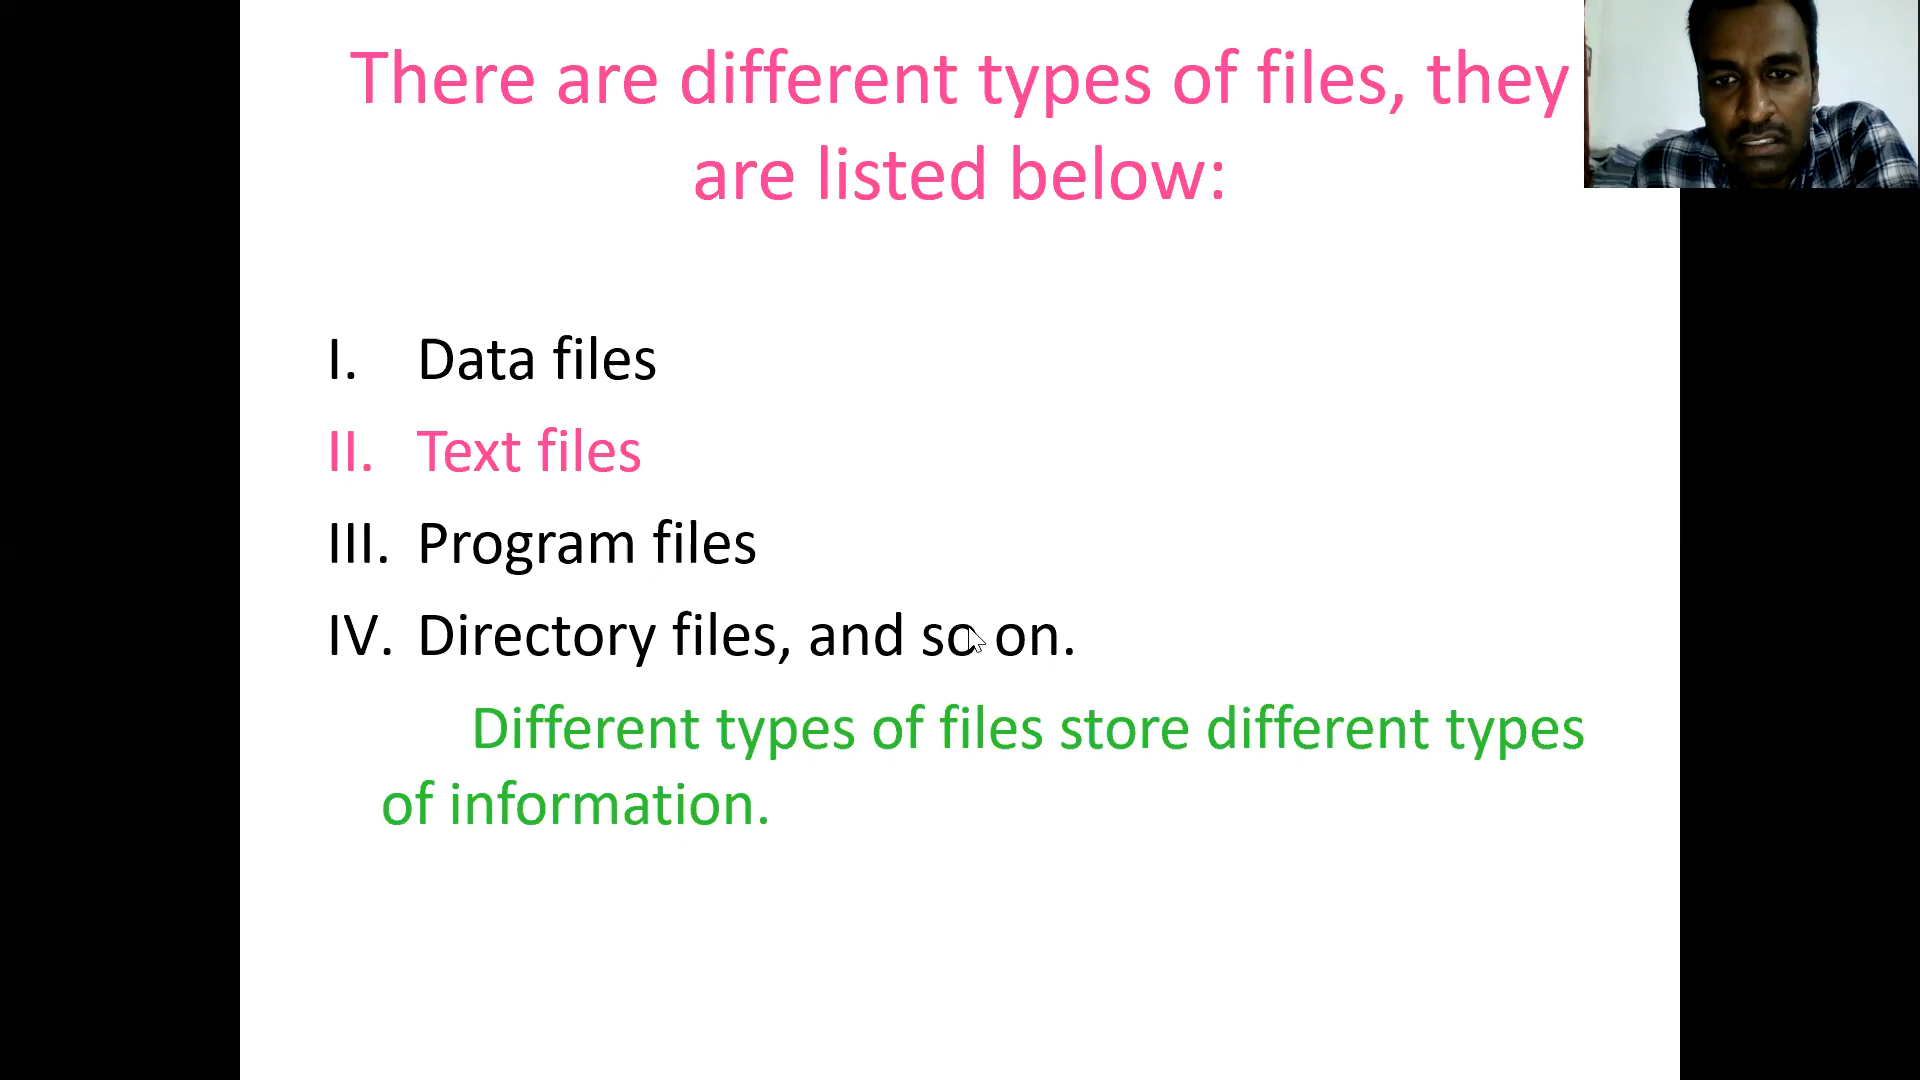 There are different types of files, they
are listed below:
I. Data files
II. Text files
III. Program files
IV. Directory files, and so on.
Different types of files store different types
of information.